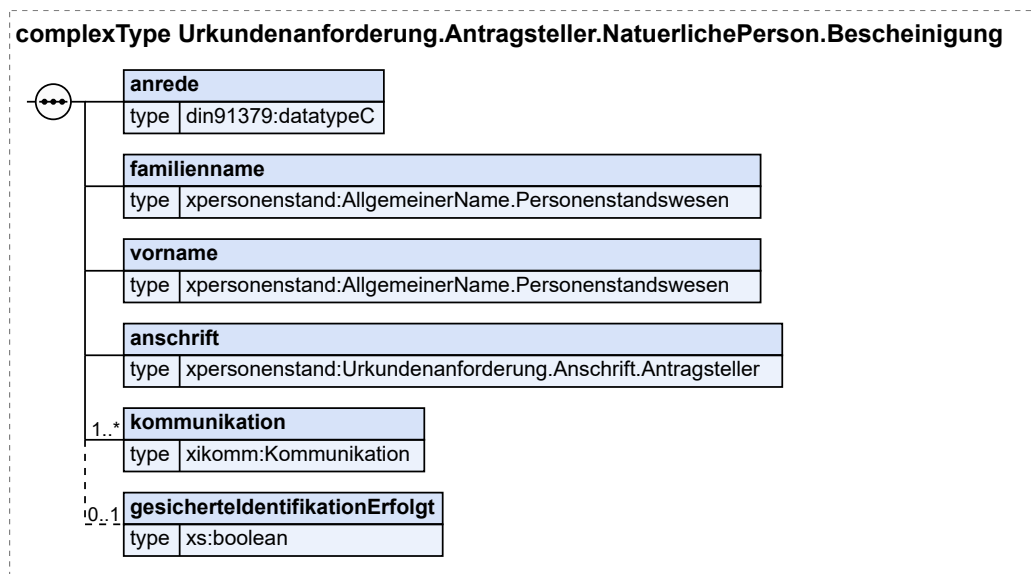 complexType Urkundenanforderung.Antragsteller.NatuerlichePerson.Bescheinigung
anrede
type din91379:datatypeC
familienname
type xpersonenstand:AllgemeinerName.Personenstandswesen
vorname
type xpersonenstand:AllgemeinerName.Personenstandswesen
anschrift
type xpersonenstand:Urkundenanforderung.Anschrift.Antragsteller
1..* kommunikation
type xikomm:Kommunikation
0..1 gesicherteIdentifikationErfolgt
type xs:boolean